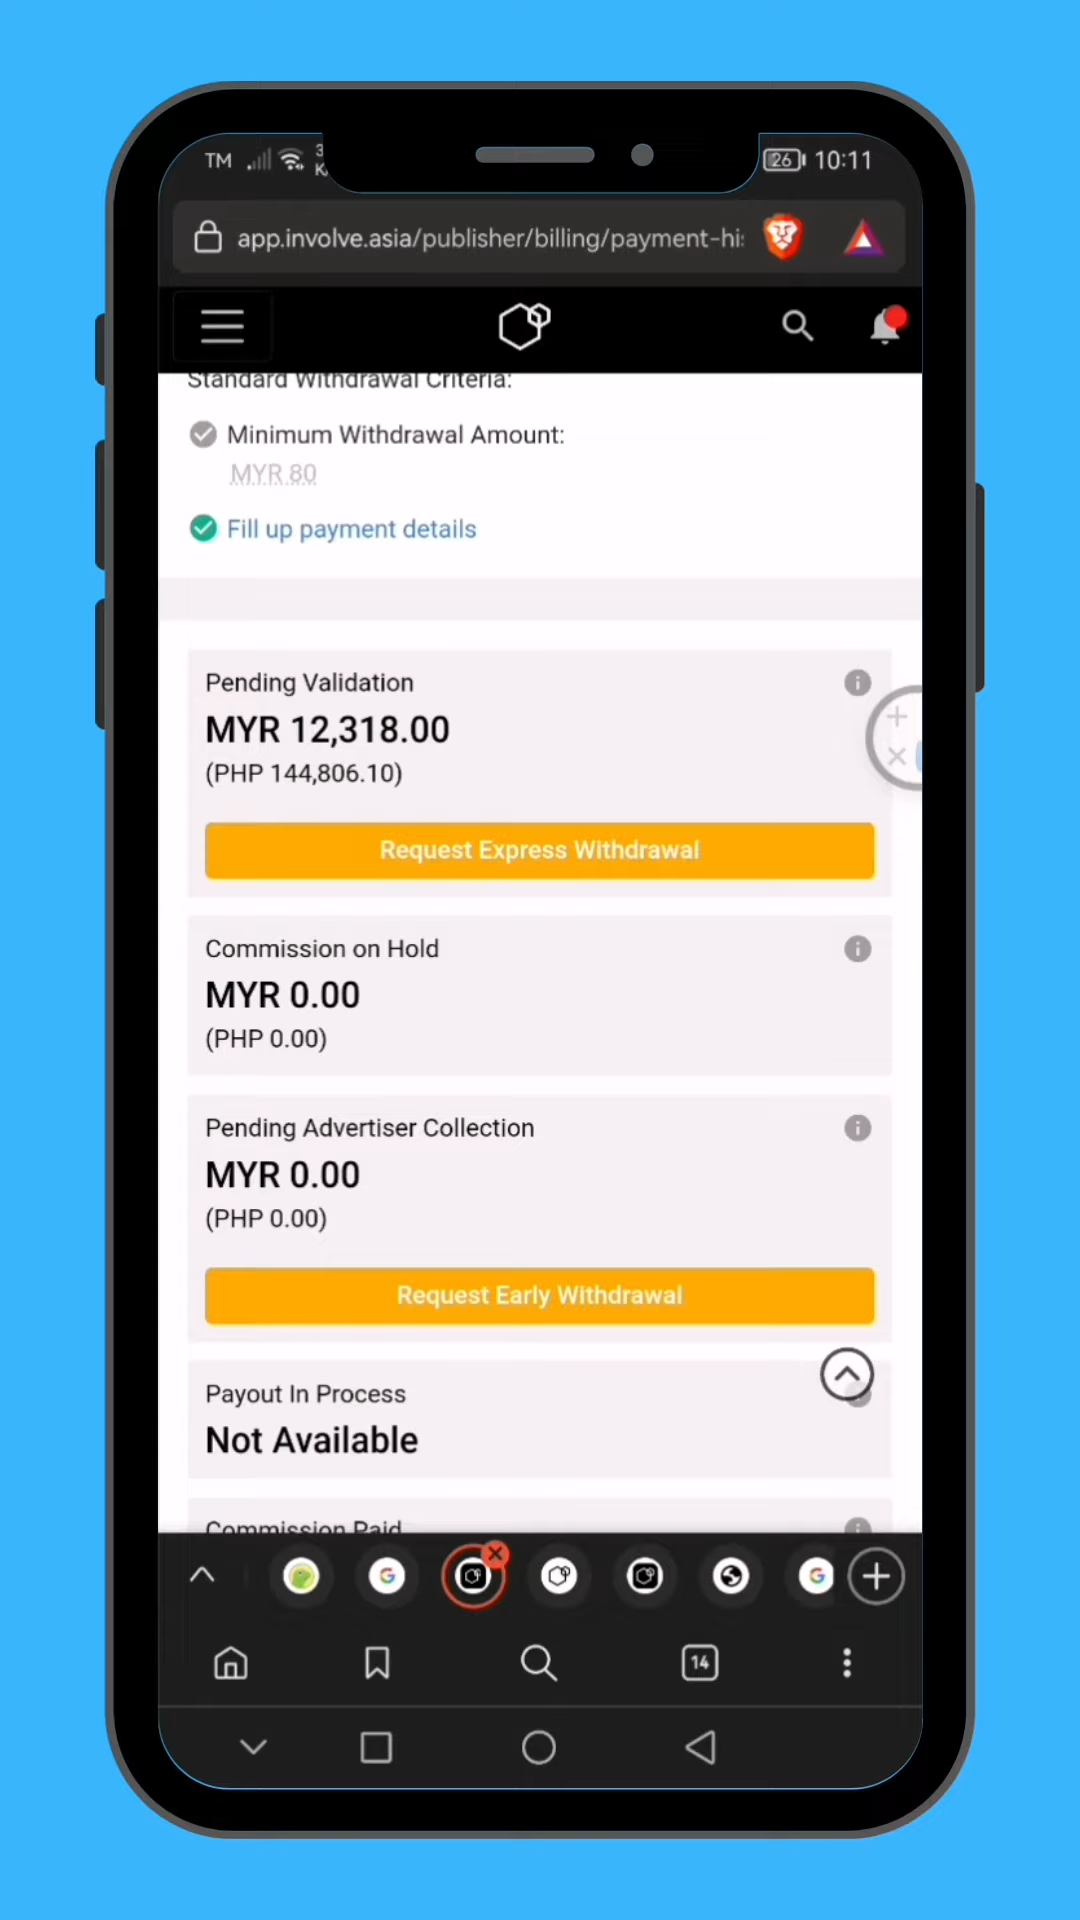 TM
26 10:11
app.involve.asia/publisher/billing/payment-his
Standard Withdrawal Criteria:
Minimum Withdrawal Amount:
MYR 80
Fill up payment details
Pending Validation
MYR 12,318.00
(PHP 144,806.10)
Request Express Withdrawal
Commission on Hold
MYR 0.00
(PHP 0.00)
Pending Advertiser Collection
MYR 0.00
(PHP 0.00)
Request Early Withdrawal
Payout In Process
Not Available
Commission Paid
14